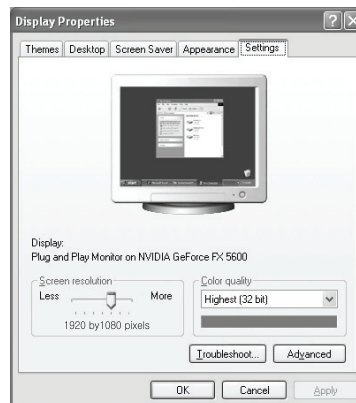 Display Properties
Themes Desktop Screen Saver Appearance Settings
Display:
Plug and Play Monitor on NVIDIA GeForce FX 5600
Screen resolution
Less More
1920 by1080 pixels
Color quality
Highest (32 bit)
Troubleshoot... Advanced
OK Cancel Apply